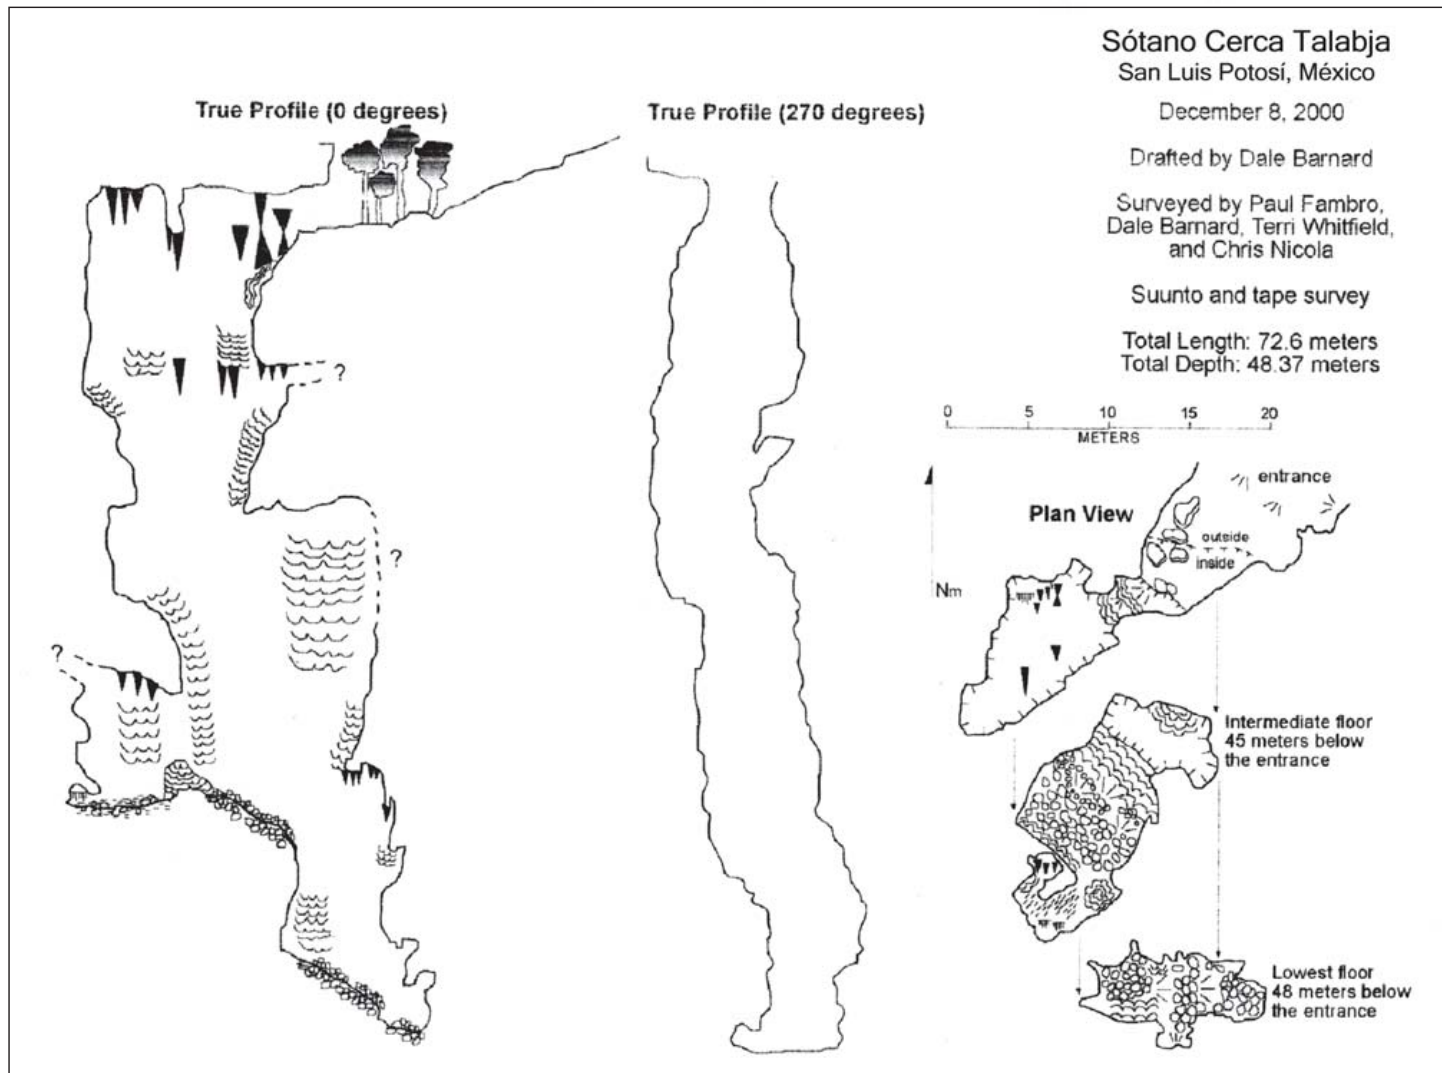 Sótano Cerca Talabja
San Luis Potosí, México
December 8, 2000
Drafted by Dale Barnard
Surveyed by Paul Fambro,
Dale Barnard, Terri Whitfield,
and Chris Nicola
Suunto and tape survey
Total Length: 72.6 meters
Total Depth: 48.37 meters
True Profile (0 degrees)
True Profile (270 degrees)
?
?
?
0 5 10 15 20
METERS
Nm
Plan View
entrance
outside
inside
Intermediate floor
45 meters below
the entrance
Lowest floor
48 meters below
the entrance